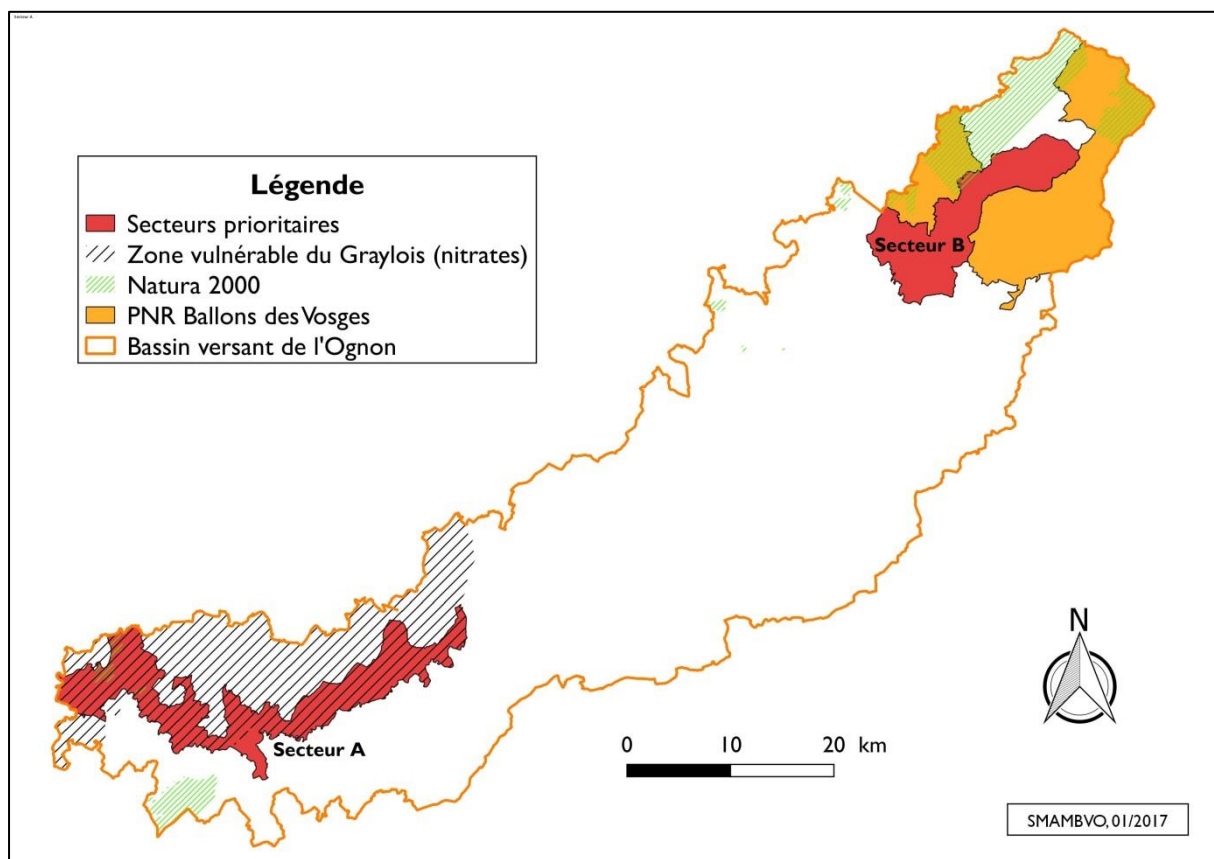 Secteur A
Légende
Secteurs prioritaires
Zone vulnérable du Graylois (nitrates)
Natura 2000
PNR Ballons des Vosges
Bassin versant de l'Ognon
Secteur B
Secteur A
0 10 20 km
N
SMAMBVO, 01/2017